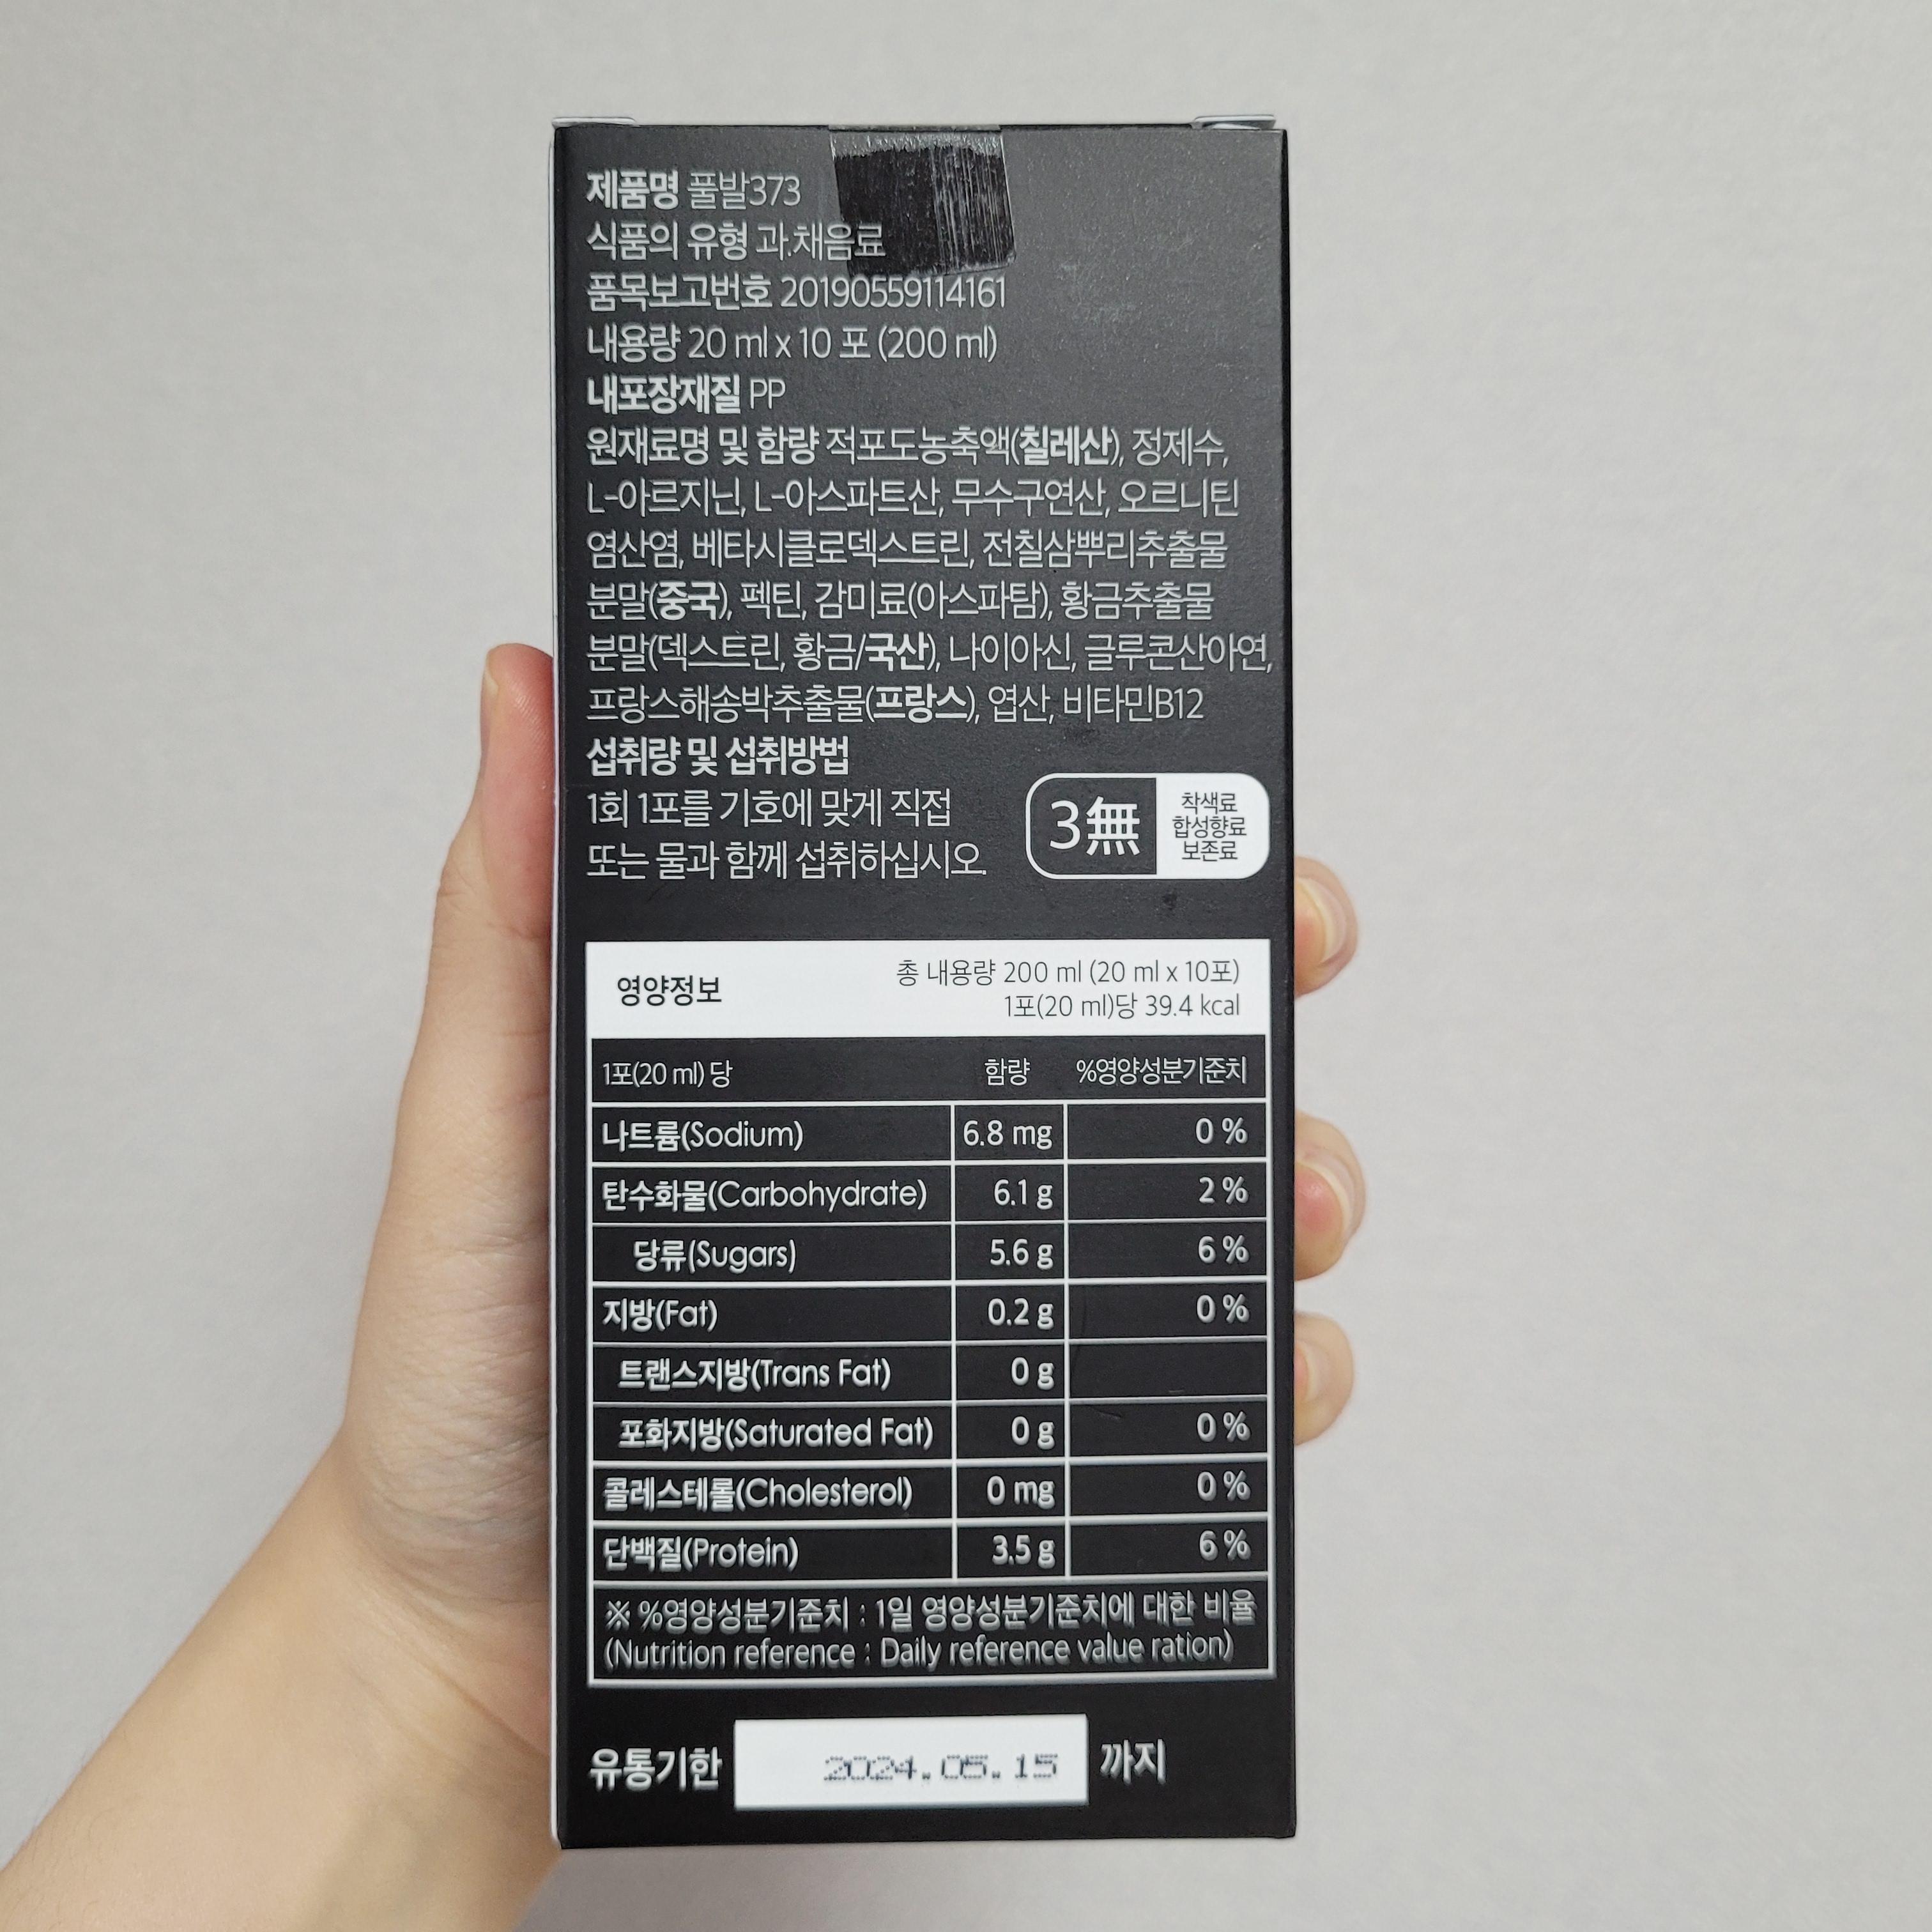 제품명 풀발373
식품의 유형 과.채음료
품목보고번호 20190559114161
내용량 20 ml x 10 포 (200 ml)
내포장재질 PP
원재료명 및 함량 적포도농축액(칠레산), 정제수,
L-아르지닌, L-아스파트산, 무수구연산, 오르니틴
염산염, 베타시클로덱스트린, 전칠삼뿌리추출물
분말(중국), 펙틴, 감미료(아스파탐), 황금추출물
분말(덱스트린, 황금/국산), 나이아신, 글루콘산아연,
프랑스해송박추출물(프랑스), 엽산, 비타민B12
섭취량 및 섭취방법
1회 1포를 기호에 맞게 직접
또는 물과 함께 섭취하십시오.
3無
착색료
합성향료
보존료
영양정보
총 내용량 200 ml (20 ml x 10포)
1포(20 ml)당 39.4 kcal
1포(20 ml) 당 함량 %영양성분기준치
나트륨(Sodium) 6.8 mg 0 %
탄수화물(Carbohydrate) 6.1 g 2 %
당류(Sugars) 5.6 g 6 %
지방(Fat) 0.2 g 0 %
트랜스지방(Trans Fat) 0 g
포화지방(Saturated Fat) 0 g 0 %
콜레스테롤(Cholesterol) 0 mg 0 %
단백질(Protein) 3.5 g 6 %
※ %영양성분기준치 : 1일 영양성분기준치에 대한 비율
(Nutrition reference : Daily reference value ration)
유통기한 2024.05.15 까지